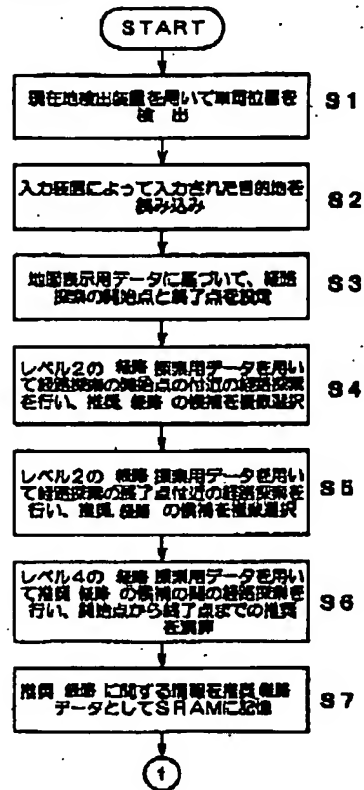 START
現在地検出装置を用いて車両位置を
検 出
S1
入力装置によって入力された目的地を
読み込み
S2
地図表示用データに基づいて、経路
探索の開始点と終了点を設定
S3
レベル2の 経路 探索用データを用い
て経路探索の開始点の付近の経路探索
を行い、推奨 経路 の候補を複数選択
S4
レベル2の 経路 探索用データを用い
て経路探索の終了点付近の経路探索を
行い、推奨 経路 の候補を複数選択
S5
レベル4の 経路 探索用データを用い
て推奨 経路 の候補の間の経路探索を
行い、開始点から終了点までの推奨
を演算
S6
推奨 経路 に関する情報を推奨 経路
データとしてSRAMに記憶
S7
1